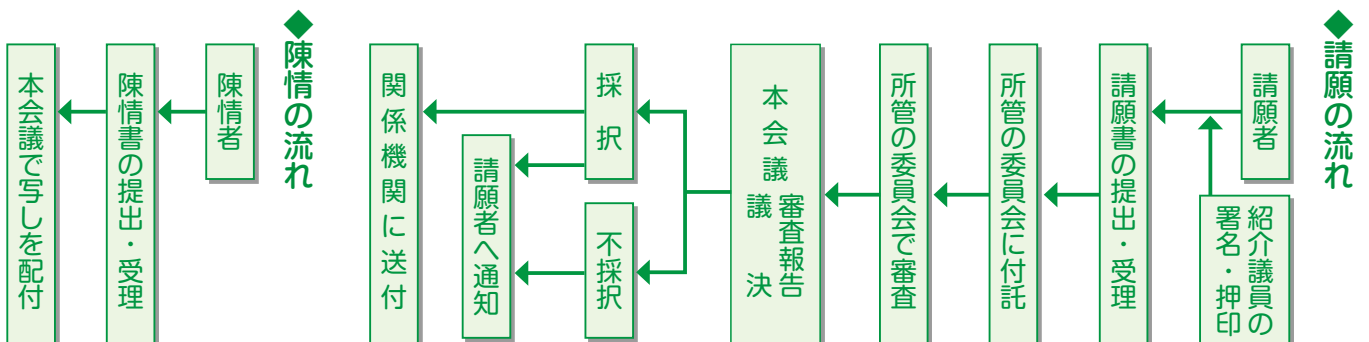 ◆請願の流れ
請願者
紹介議員の
署名・押印
請願書の提出・受理
所管の委員会に付託
所管の委員会で審査
本会議
審査報告
議決
採択
不採択
請願者へ通知
関係機関に送付
◆陳情の流れ
陳情者
陳情書の提出・受理
本会議で写しを配付